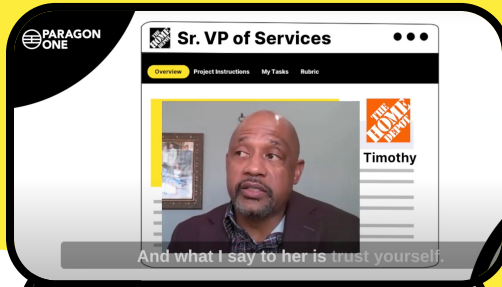 PARAGON
ONE
Sr. VP of Services
Overview Project Instructions My Tasks Rubric
THE
HOME
DEPOT
Timothy
And what I say to her is trust yourself.